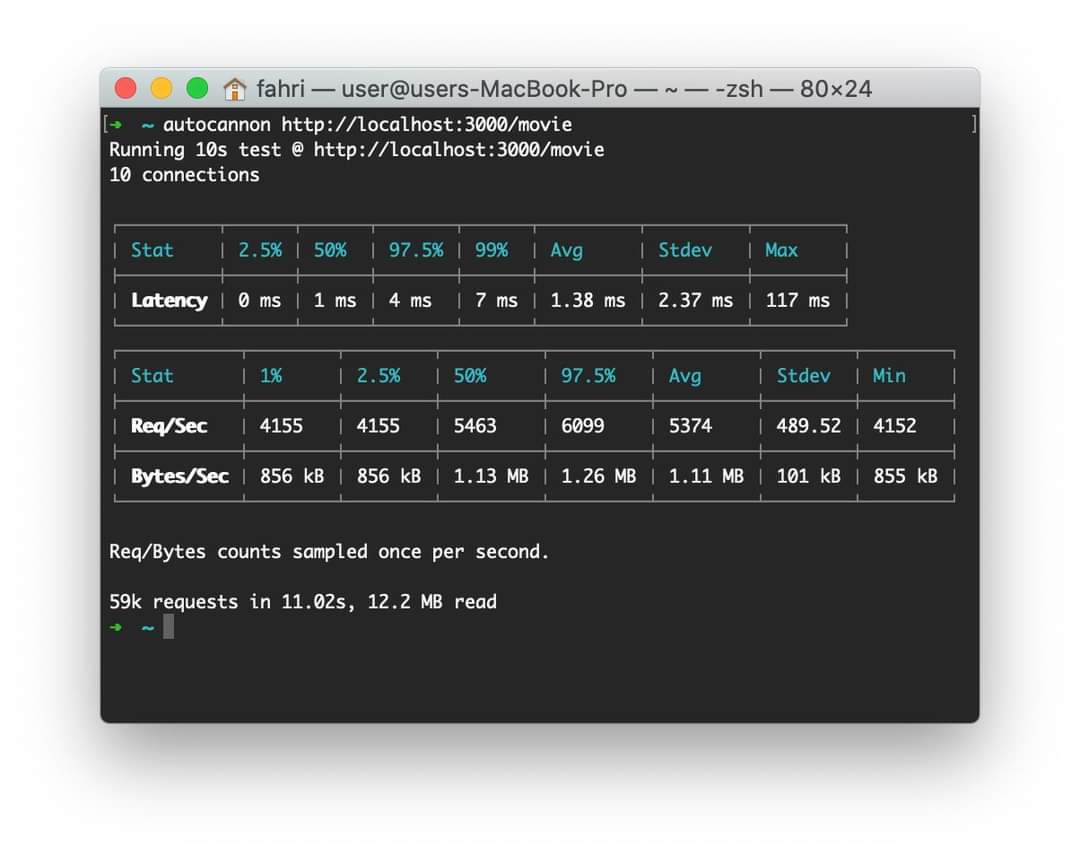 fahri — user@users-MacBook-Pro — ~ — -zsh — 80×24
[➜ ~ autocannon http://localhost:3000/movie ]
Running 10s test @ http://localhost:3000/movie
10 connections
Stat 2.5% 50% 97.5% 99% Avg Stdev Max
Latency 0 ms 1 ms 4 ms 7 ms 1.38 ms 2.37 ms 117 ms
Stat 1% 2.5% 50% 97.5% Avg Stdev Min
Req/Sec 4155 4155 5463 6099 5374 489.52 4152
Bytes/Sec 856 kB 856 kB 1.13 MB 1.26 MB 1.11 MB 101 kB 855 kB
Req/Bytes counts sampled once per second.
59k requests in 11.02s, 12.2 MB read
➜ ~